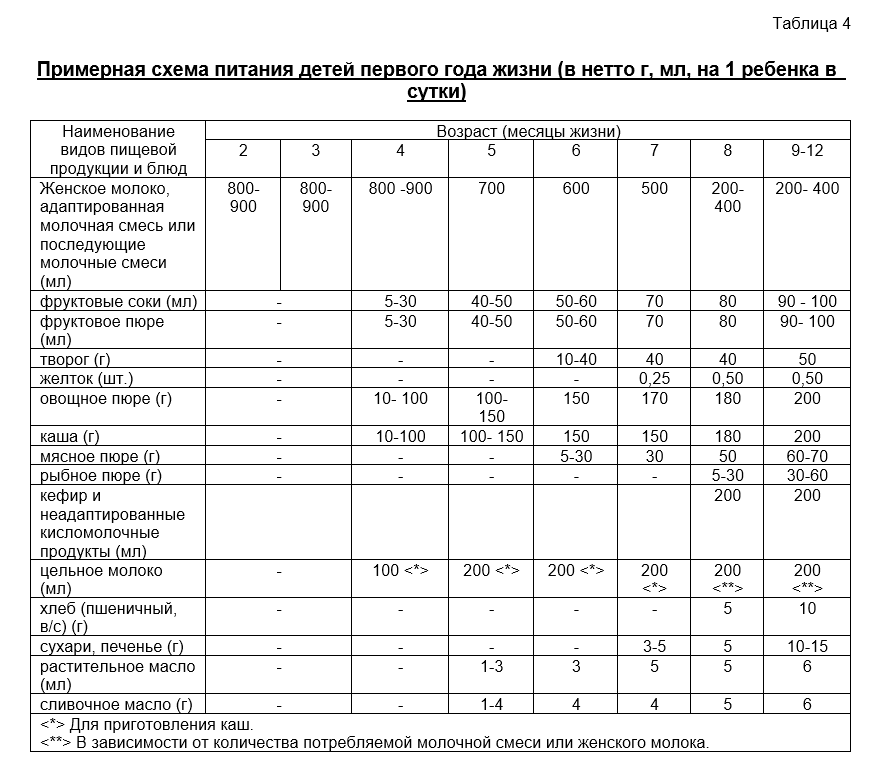 Таблица 4
Примерная схема питания детей первого года жизни (в нетто г, мл, на 1 ребенка в
сутки)
Наименование видов пищевой продукции и блюд
Возраст (месяцы жизни)
2 3 4 5 6 7 8 9-12
Женское молоко, 800- 800- 800 -900 700 600 500 200- 200- 400
адаптированная 900 900 400
молочная смесь или
последующие
молочные смеси
(мл)
фруктовые соки (мл) - 5-30 40-50 50-60 70 80 90 - 100
фруктовое пюре - 5-30 40-50 50-60 70 80 90- 100
(мл)
творог (г) - - - 10-40 40 40 50
желток (шт.) - - - - 0,25 0,50 0,50
овощное пюре (г) - 10- 100 100- 150 170 180 200
150
каша (г) - 10-100 100- 150 150 150 180 200
мясное пюре (г) - - - 5-30 30 50 60-70
рыбное пюре (г) - - - - - 5-30 30-60
кефир и 200 200
неадаптированные
кисломолочные
продукты (мл)
цельное молоко - 100 <*> 200 <*> 200 <*> 200 200 200
(мл) <*> <**> <**>
хлеб (пшеничный, - - - - - 5 10
в/с) (г)
сухари, печенье (г) - - - - 3-5 5 10-15
растительное масло - - 1-3 3 5 5 6
(мл)
сливочное масло (г) - - 1-4 4 4 5 6
<*> Для приготовления каш.
<**> В зависимости от количества потребляемой молочной смеси или женского молока.